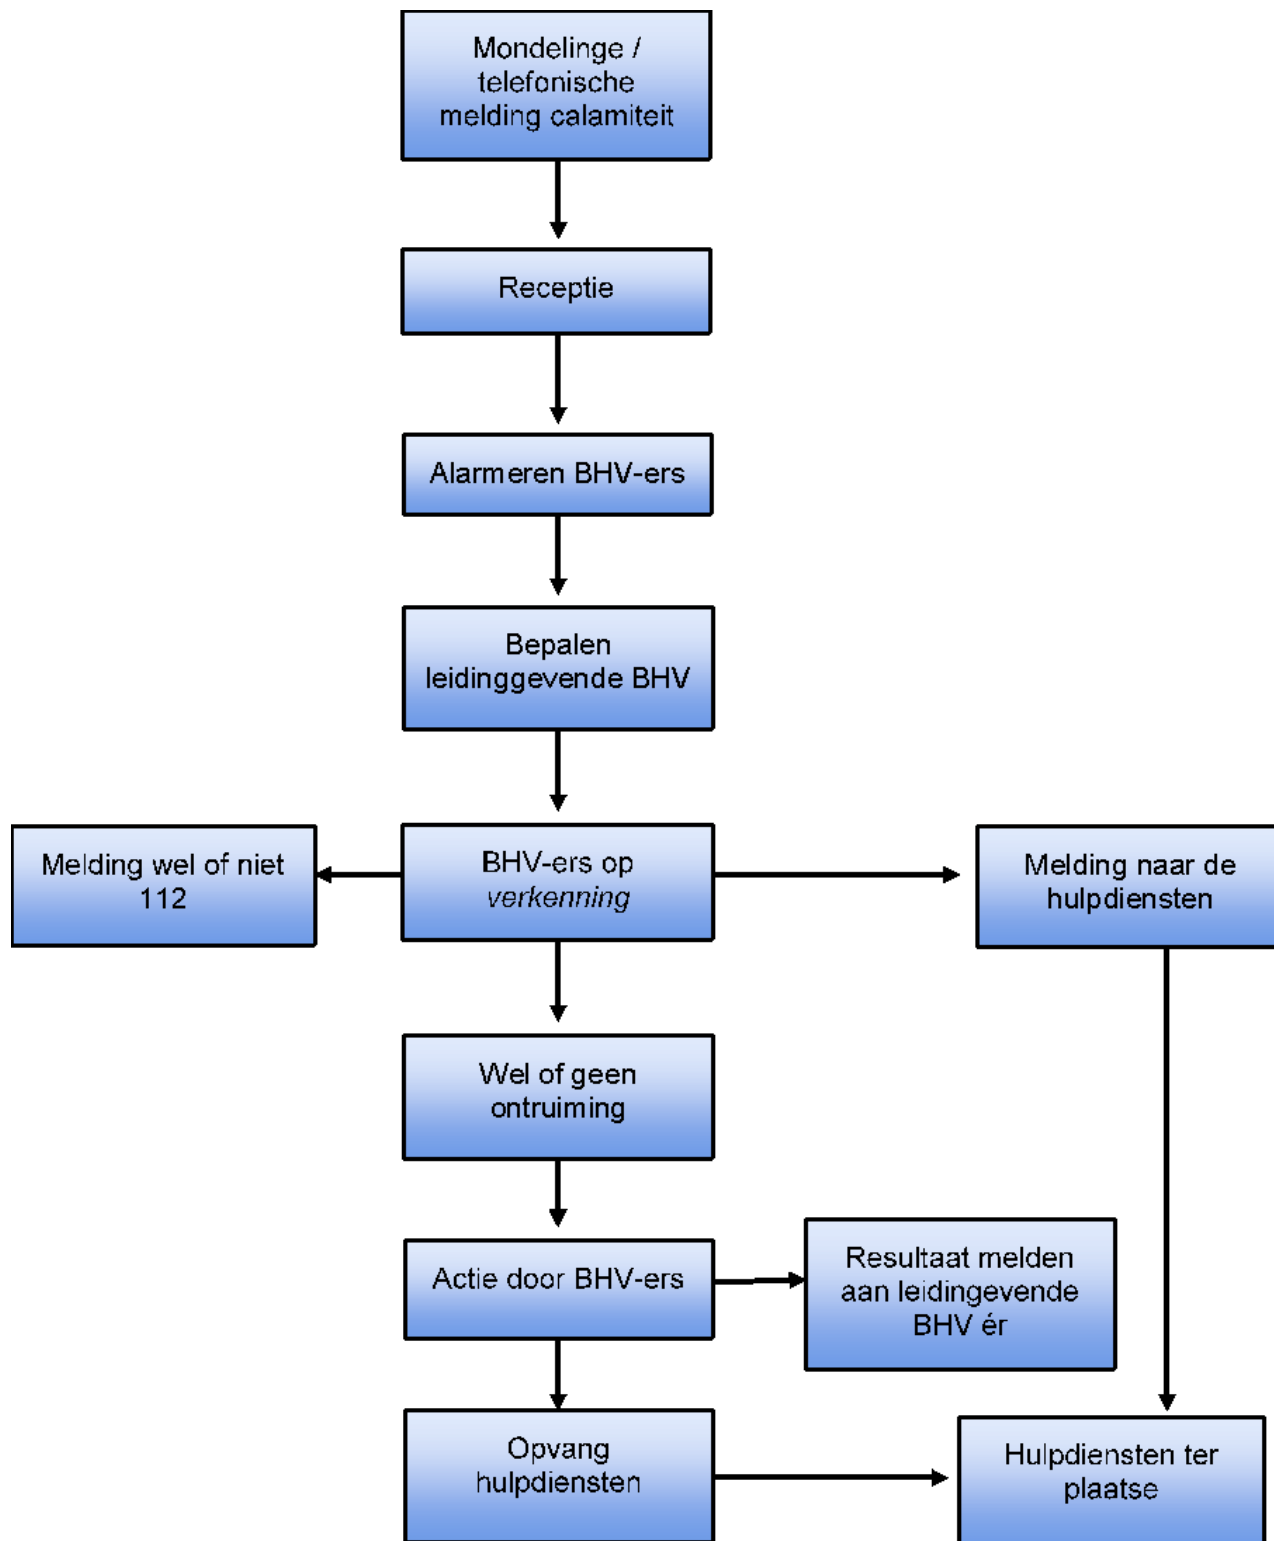 Mondelinge /
telefonische
melding calamiteit
Receptie
Alarmeren BHV-ers
Bepalen
leidinggevende BHV
Melding wel of niet
112
BHV-ers op
verkenning
Melding naar de
hulpdiensten
Wel of geen
ontruiming
Actie door BHV-ers
Resultaat melden
aan leidingevende
BHV ér
Opvang
hulpdiensten
Hulpdiensten ter
plaatse